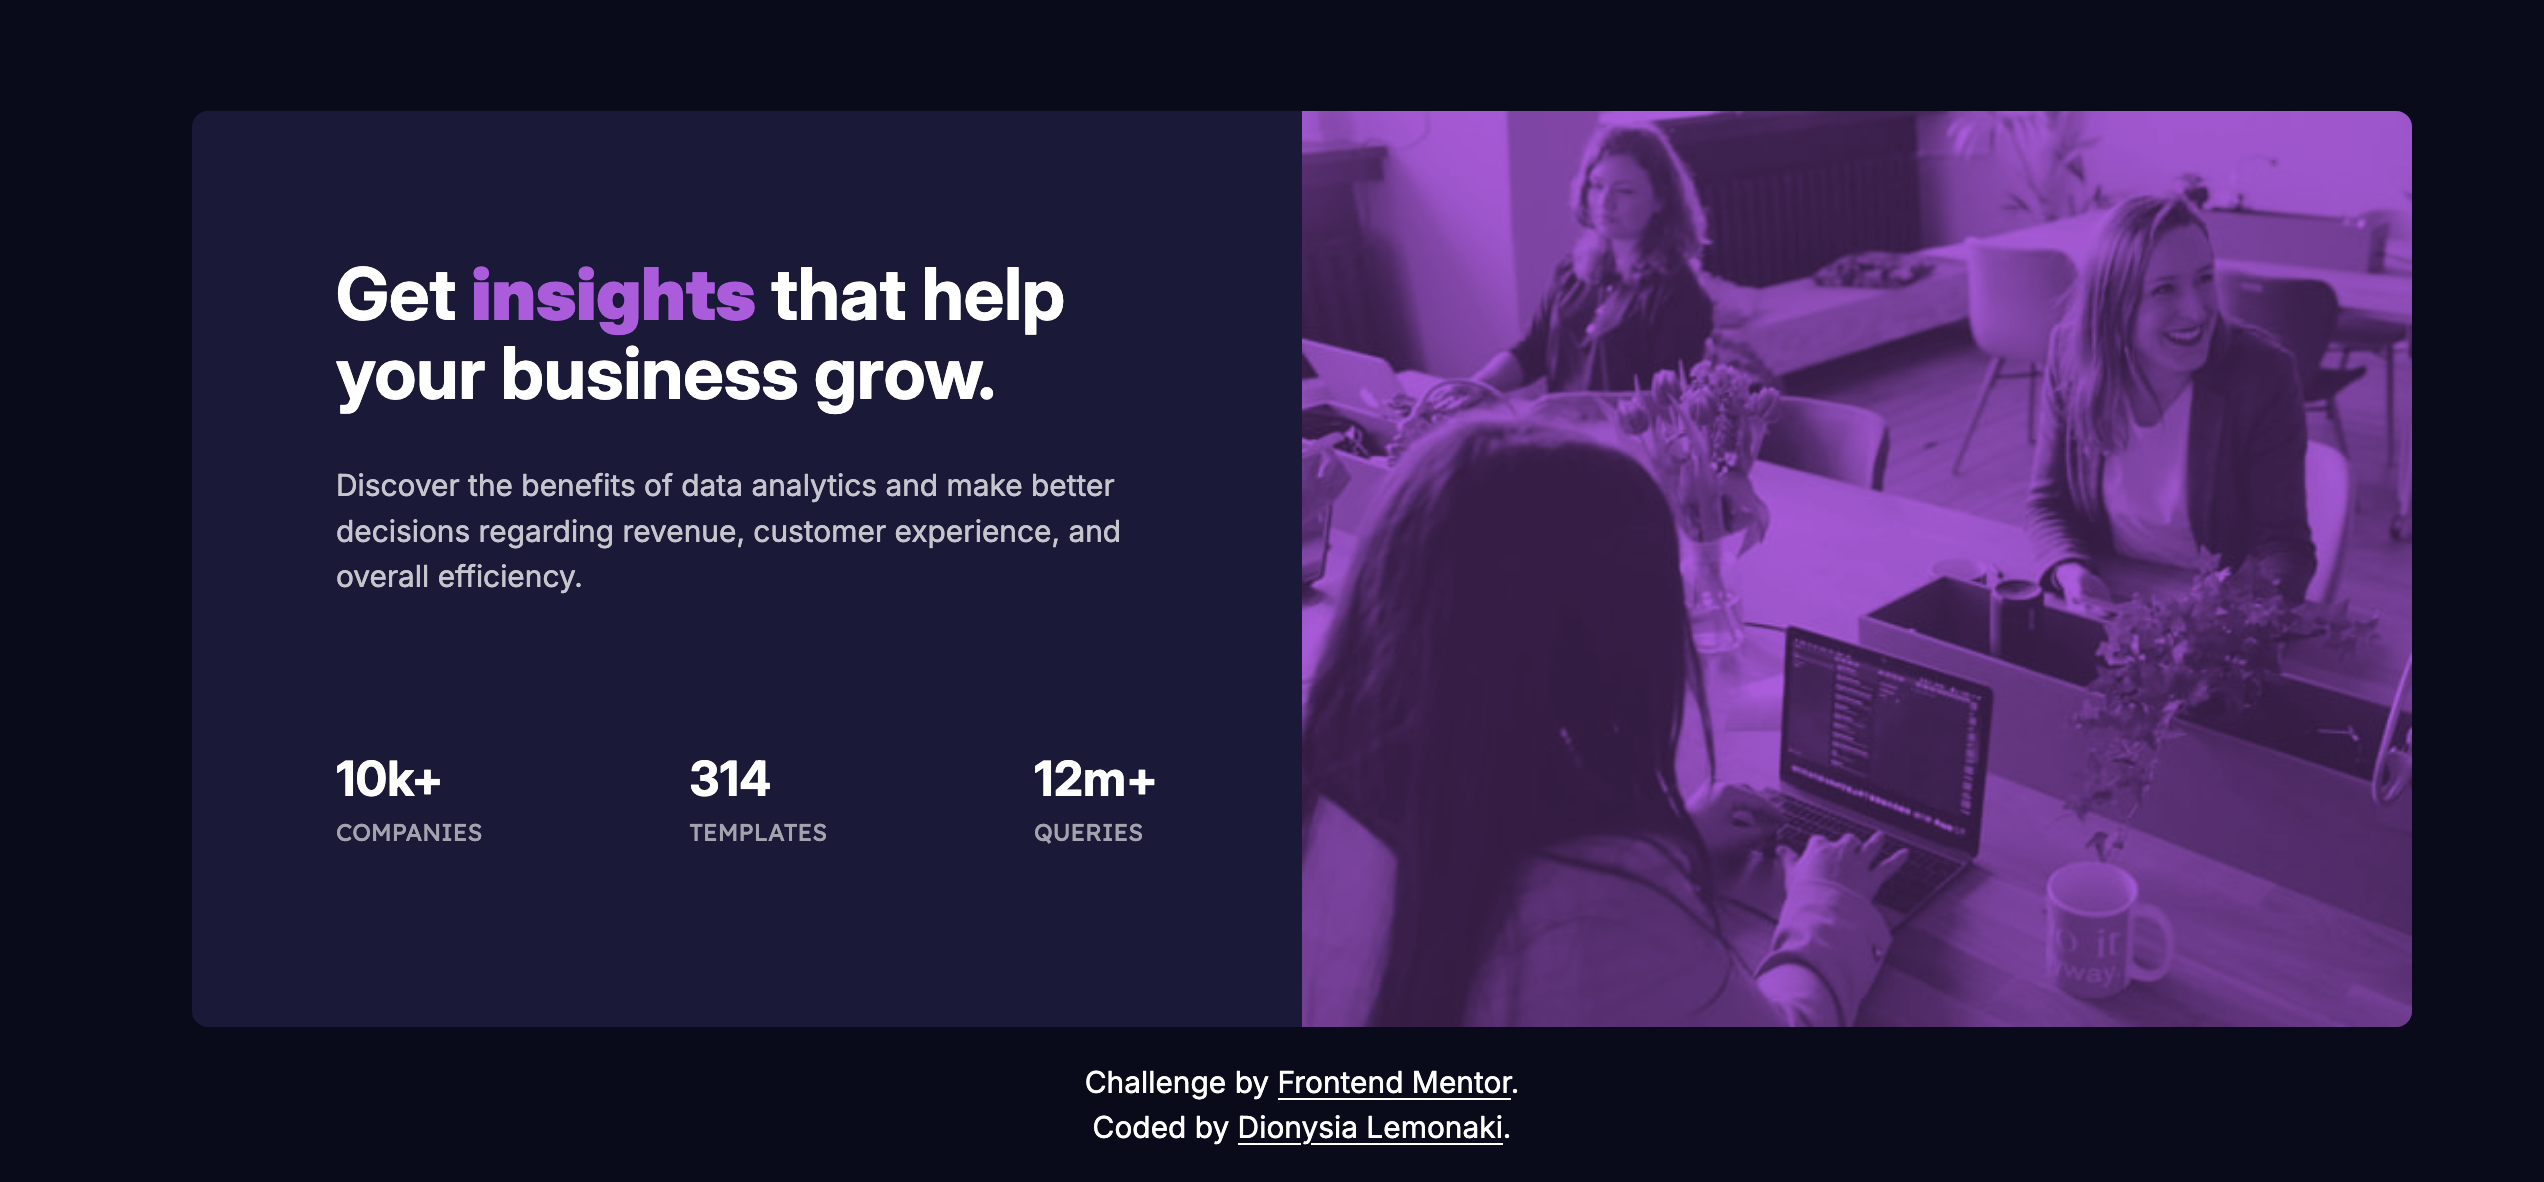 Get insights that help
your business grow.
Discover the benefits of data analytics and make better
decisions regarding revenue, customer experience, and
overall efficiency.
10k+
COMPANIES
314
TEMPLATES
12m+
QUERIES
it
way.
Challenge by Frontend Mentor.
Coded by Dionysia Lemonaki.